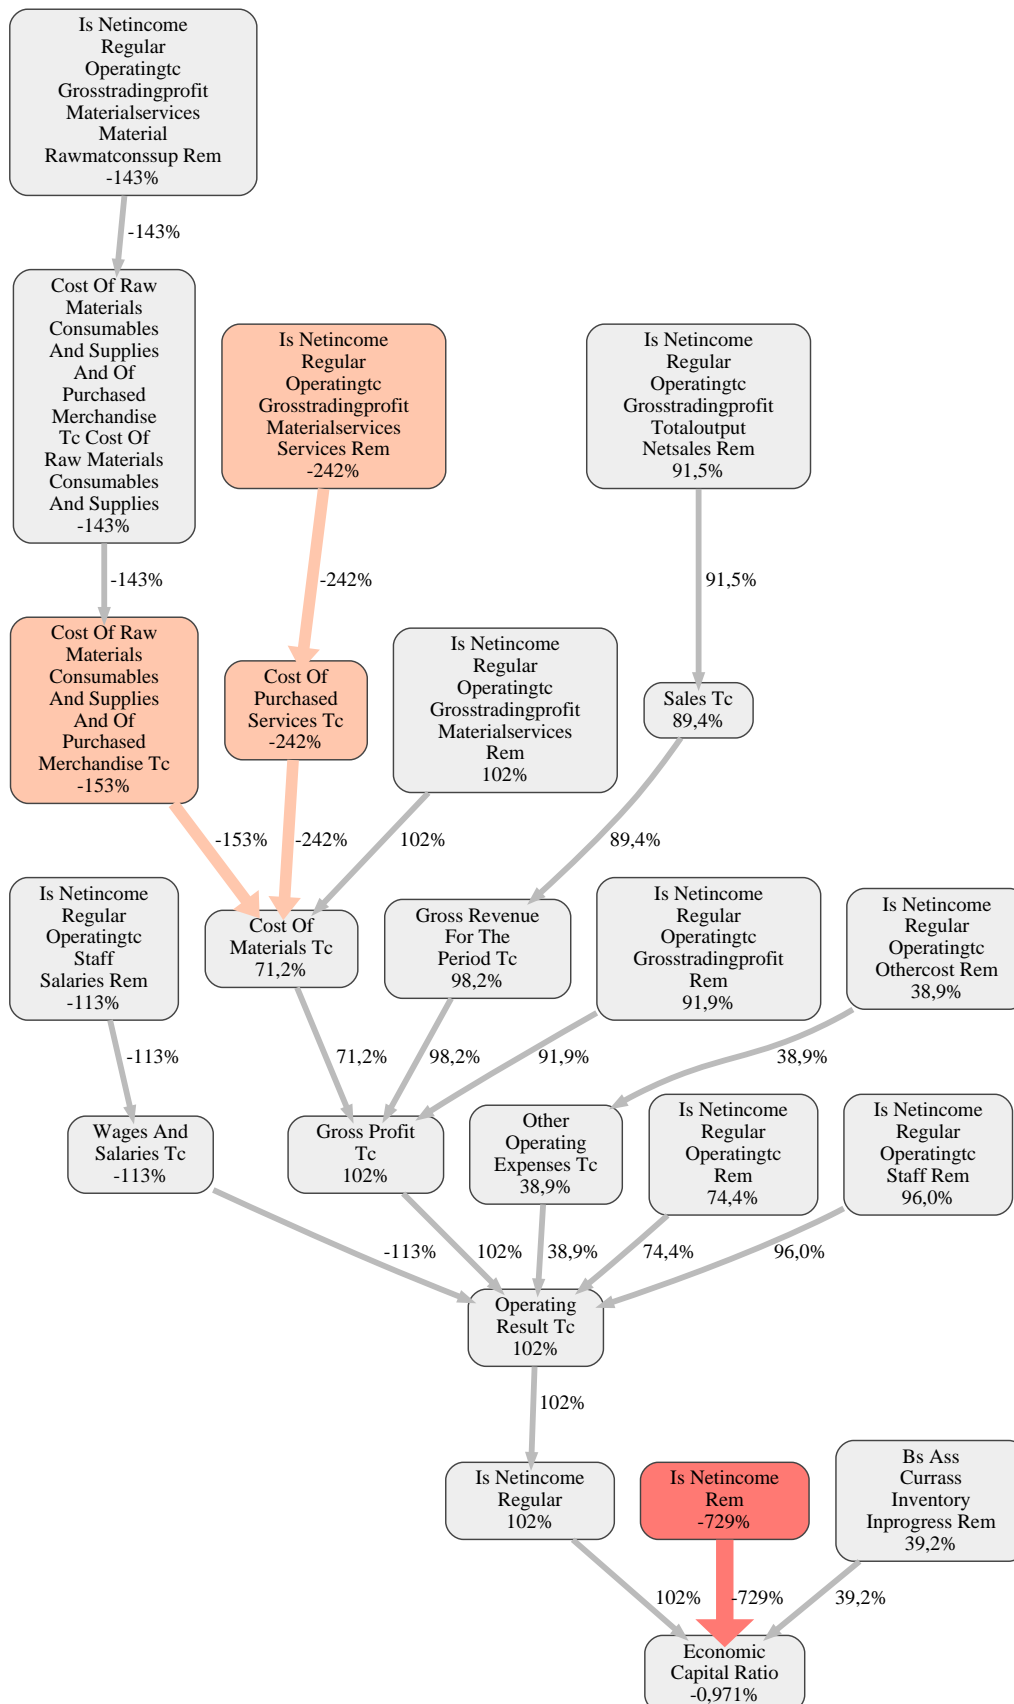 Is Netincome
Regular
Operatingtc
Grosstradingprofit
Materialservices
Material
Rawmatconssup Rem
-143%
-143%
Cost Of Raw
Materials
Consumables
And Supplies
And Of
Purchased
Merchandise
Tc Cost Of
Raw Materials
Consumables
And Supplies
-143%
Is Netincome
Regular
Operatingtc
Grosstradingprofit
Materialservices
Services Rem
-242%
Is Netincome
Regular
Operatingtc
Grosstradingprofit
Totaloutput
Netsales Rem
91,5%
-143%
-242%
91,5%
Cost Of Raw
Materials
Consumables
And Supplies
And Of
Purchased
Merchandise Tc
-153%
Cost Of
Purchased
Services Tc
-242%
Is Netincome
Regular
Operatingtc
Grosstradingprofit
Materialservices
Rem
102%
Sales Tc
89,4%
-153%
-242%
102%
89,4%
Is Netincome
Regular
Operatingtc
Staff
Salaries Rem
-113%
Cost Of
Materials Tc
71,2%
Gross Revenue
For The
Period Tc
98,2%
Is Netincome
Regular
Operatingtc
Grosstradingprofit
Rem
91,9%
Is Netincome
Regular
Operatingtc
Othercost Rem
38,9%
-113%
71,2%
98,2%
91,9%
38,9%
Wages And
Salaries Tc
-113%
Gross Profit
Tc
102%
Other
Operating
Expenses Tc
38,9%
Is Netincome
Regular
Operatingtc
Rem
74,4%
Is Netincome
Regular
Operatingtc
Staff Rem
96,0%
-113%
102%
38,9%
74,4%
96,0%
Operating
Result Tc
102%
102%
Is Netincome
Regular
102%
Is Netincome
Rem
-729%
Bs Ass
Currass
Inventory
Inprogress Rem
39,2%
102%
-729%
39,2%
Economic
Capital Ratio
-0,971%